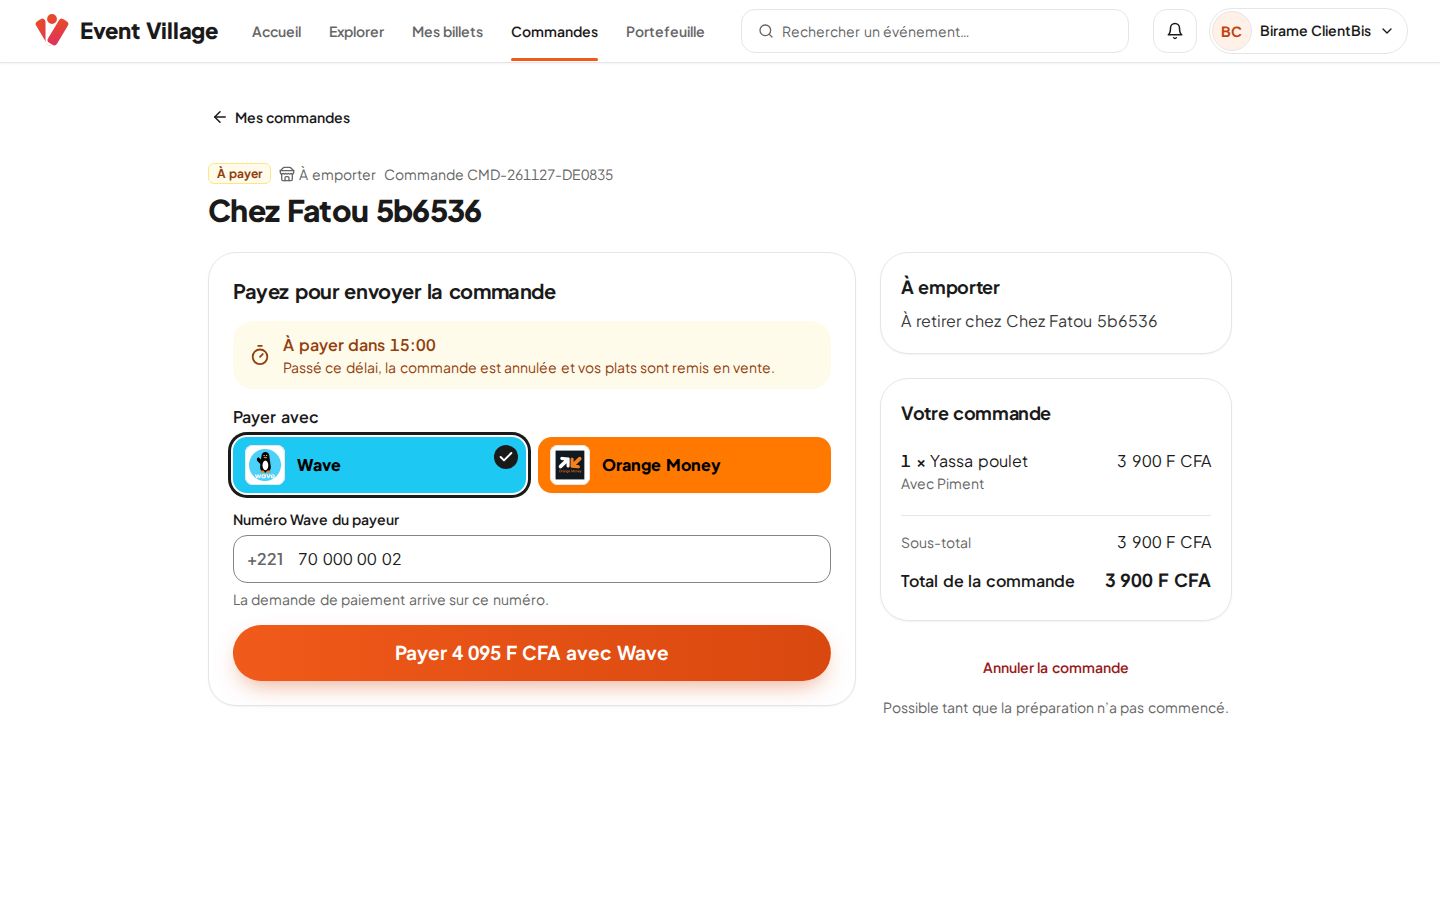 Event Village
Accueil
Explorer
Mes billets
Commandes
Portefeuille
Rechercher un événement…
BC
Birame ClientBis
Mes commandes
À payer
À emporter
Commande CMD-261127-DE0835
Chez Fatou 5b6536
Payez pour envoyer la commande
À payer dans 15:00
Passé ce délai, la commande est annulée et vos plats sont remis en vente.
Payer avec
Wave
Orange Money
Numéro Wave du payeur
+221 70 000 00 02
La demande de paiement arrive sur ce numéro.
Payer 4 095 F CFA avec Wave
À emporter
À retirer chez Chez Fatou 5b6536
Votre commande
1 × Yassa poulet 3 900 F CFA
Avec Piment
Sous-total 3 900 F CFA
Total de la commande 3 900 F CFA
Annuler la commande
Possible tant que la préparation n'a pas commencé.